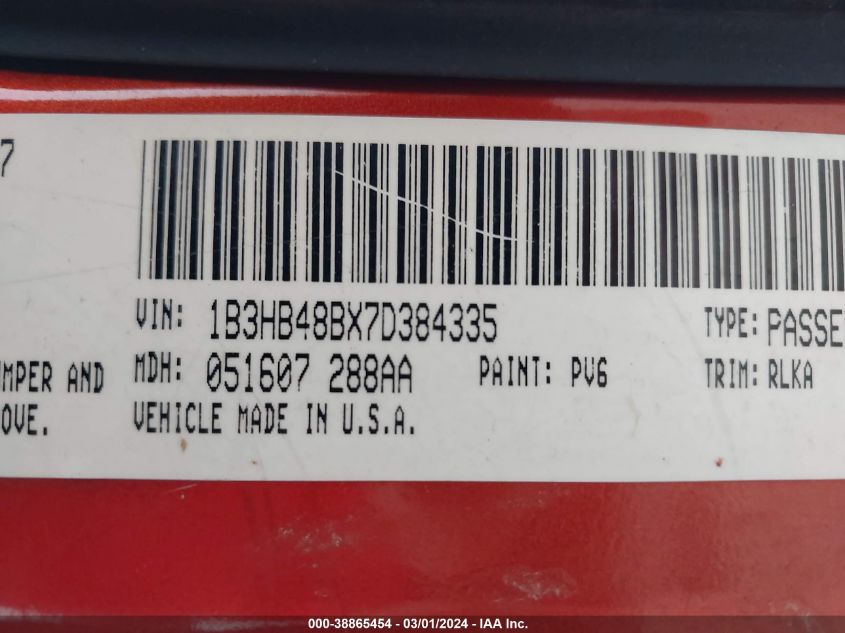 7
VIN: 1B3HB48BX7D384335 TYPE: PASSE
UMPER AND MDH: 051607 288AA PAINT: PV6 TRIM: RLKA
OVE. VEHICLE MADE IN U.S.A.
000-38865454 - 03/01/2024 - IAA Inc.